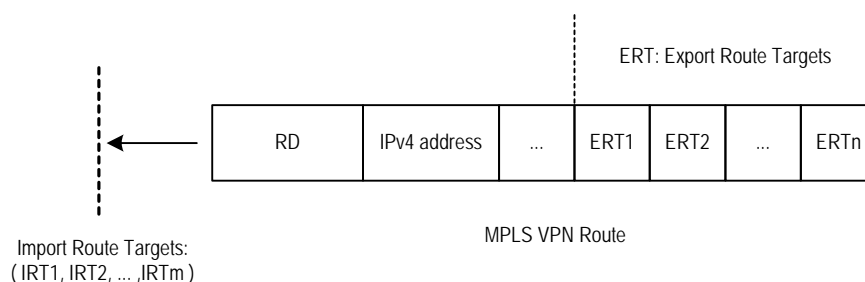 ERT: Export Route Targets
RD IPv4 address ... ERT1 ERT2 ... ERTn
MPLS VPN Route
Import Route Targets:
( IRT1, IRT2, ... ,IRTm )